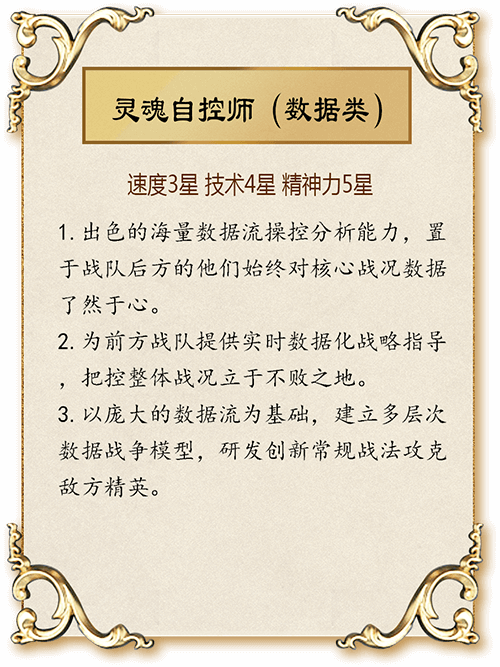 灵魂自控师（数据类）
速度3星 技术4星 精神力5星
1.出色的海量数据流操控分析能力，置
于战队后方的他们始终对核心战况数据
了然于心。
2.为前方战队提供实时数据化战略指导
，把控整体战况立于不败之地。
3.以庞大的数据流为基础，建立多层次
数据战争模型，研发创新常规战法攻克
敌方精英。